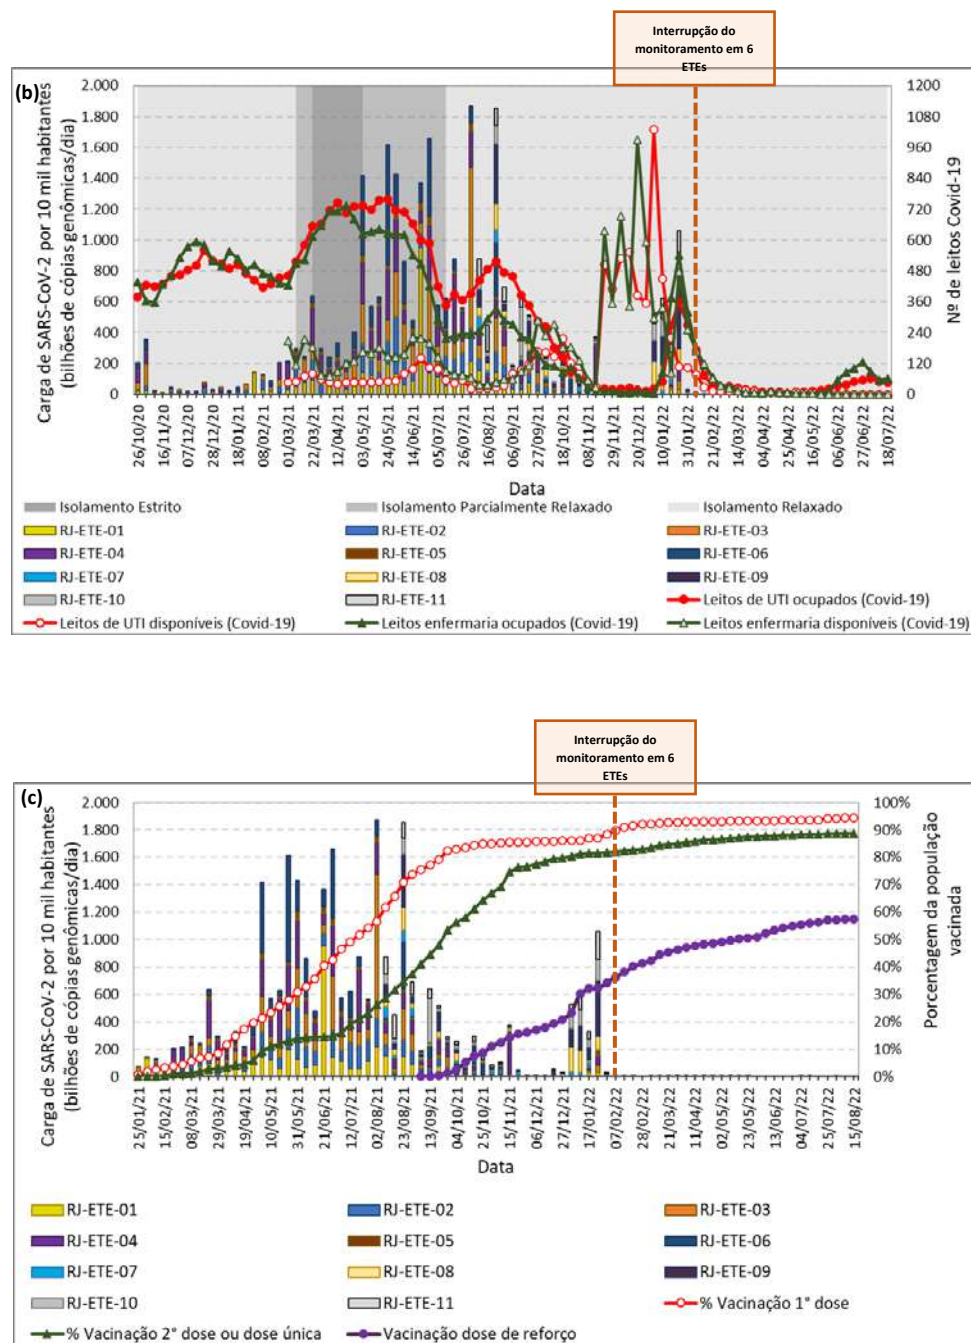 Interrupção do
monitoramento em 6
ETEs
(b)
Carga de SARS-CoV-2 por 10 mil habitantes
(bilhões de cópias genômicas/dia)
2.000
1.800
1.600
1.400
1.200
1.000
800
600
400
200
0
1200
1080
960
840
720
600
480
360
240
120
0
Nº de leitos Covid-19
26/10/20
16/11/20
07/12/20
28/12/20
18/01/21
08/02/21
01/03/21
22/03/21
12/04/21
03/05/21
24/05/21
14/06/21
05/07/21
26/07/21
16/08/21
06/09/21
27/09/21
18/10/21
08/11/21
29/11/21
20/12/21
10/01/22
31/01/22
21/02/22
14/03/22
04/04/22
25/04/22
16/05/22
06/06/22
27/06/22
18/07/22
Data
Isolamento Estrito
Isolamento Parcialmente Relaxado
Isolamento Relaxado
RJ-ETE-01
RJ-ETE-02
RJ-ETE-03
RJ-ETE-04
RJ-ETE-05
RJ-ETE-06
RJ-ETE-07
RJ-ETE-08
RJ-ETE-09
RJ-ETE-10
RJ-ETE-11
Leitos de UTI ocupados (Covid-19)
Leitos de UTI disponíveis (Covid-19)
Leitos enfermaria ocupados (Covid-19)
Leitos enfermaria disponíveis (Covid-19)
Interrupção do
monitoramento em 6
ETEs
(c)
Carga de SARS-CoV-2 por 10 mil habitantes
(bilhões de cópias genômicas/dia)
2.000
1.800
1.600
1.400
1.200
1.000
800
600
400
200
0
100%
90%
80%
70%
60%
50%
40%
30%
20%
10%
0%
Porcentagem da população
vacinada
25/01/21
15/02/21
08/03/21
29/03/21
19/04/21
10/05/21
31/05/21
21/06/21
12/07/21
02/08/21
23/08/21
13/09/21
04/10/21
25/10/21
15/11/21
06/12/21
27/12/21
17/01/22
07/02/22
28/02/22
21/03/22
11/04/22
02/05/22
23/05/22
13/06/22
04/07/22
25/07/22
15/08/22
Data
RJ-ETE-01
RJ-ETE-02
RJ-ETE-03
RJ-ETE-04
RJ-ETE-05
RJ-ETE-06
RJ-ETE-07
RJ-ETE-08
RJ-ETE-09
RJ-ETE-10
RJ-ETE-11
% Vacinação 1° dose
% Vacinação 2° dose ou dose única
Vacinação dose de reforço